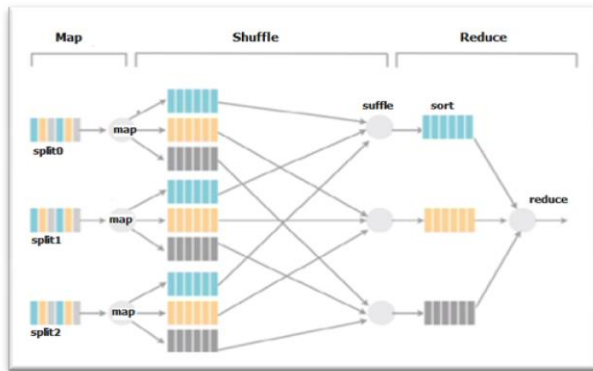 Map
Shuffle
Reduce
suffle
sort
map
split0
reduce
map
split1
map
split2